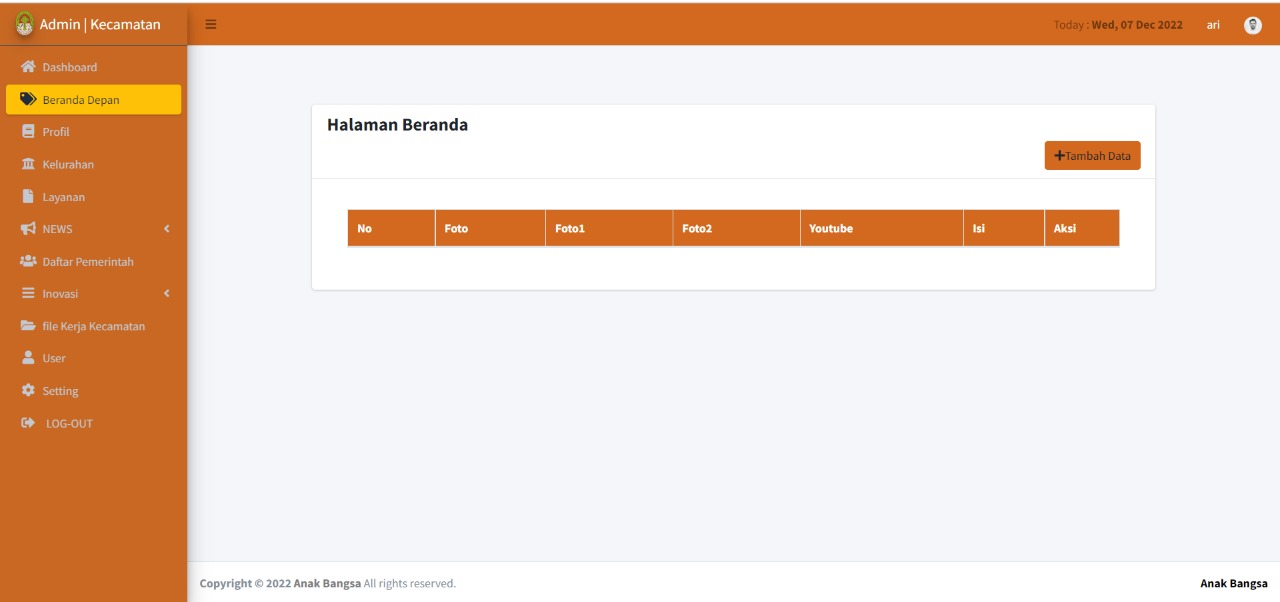 Admin | Kecamatan
Today : Wed, 07 Dec 2022
ari
Dashboard
Beranda Depan
Profil
Kelurahan
Layanan
NEWS
Daftar Pemerintah
Inovasi
file Kerja Kecamatan
User
Setting
LOG-OUT
Halaman Beranda
Tambah Data
No Foto Foto1 Foto2 Youtube Isi Aksi
Copyright © 2022 Anak Bangsa All rights reserved.
Anak Bangsa